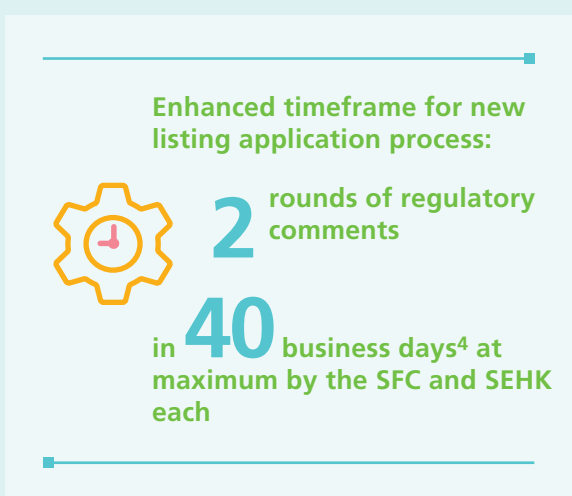 Enhanced timeframe for new
listing application process:
2 rounds of regulatory
comments
in 40 business days⁴ at
maximum by the SFC and SEHK
each